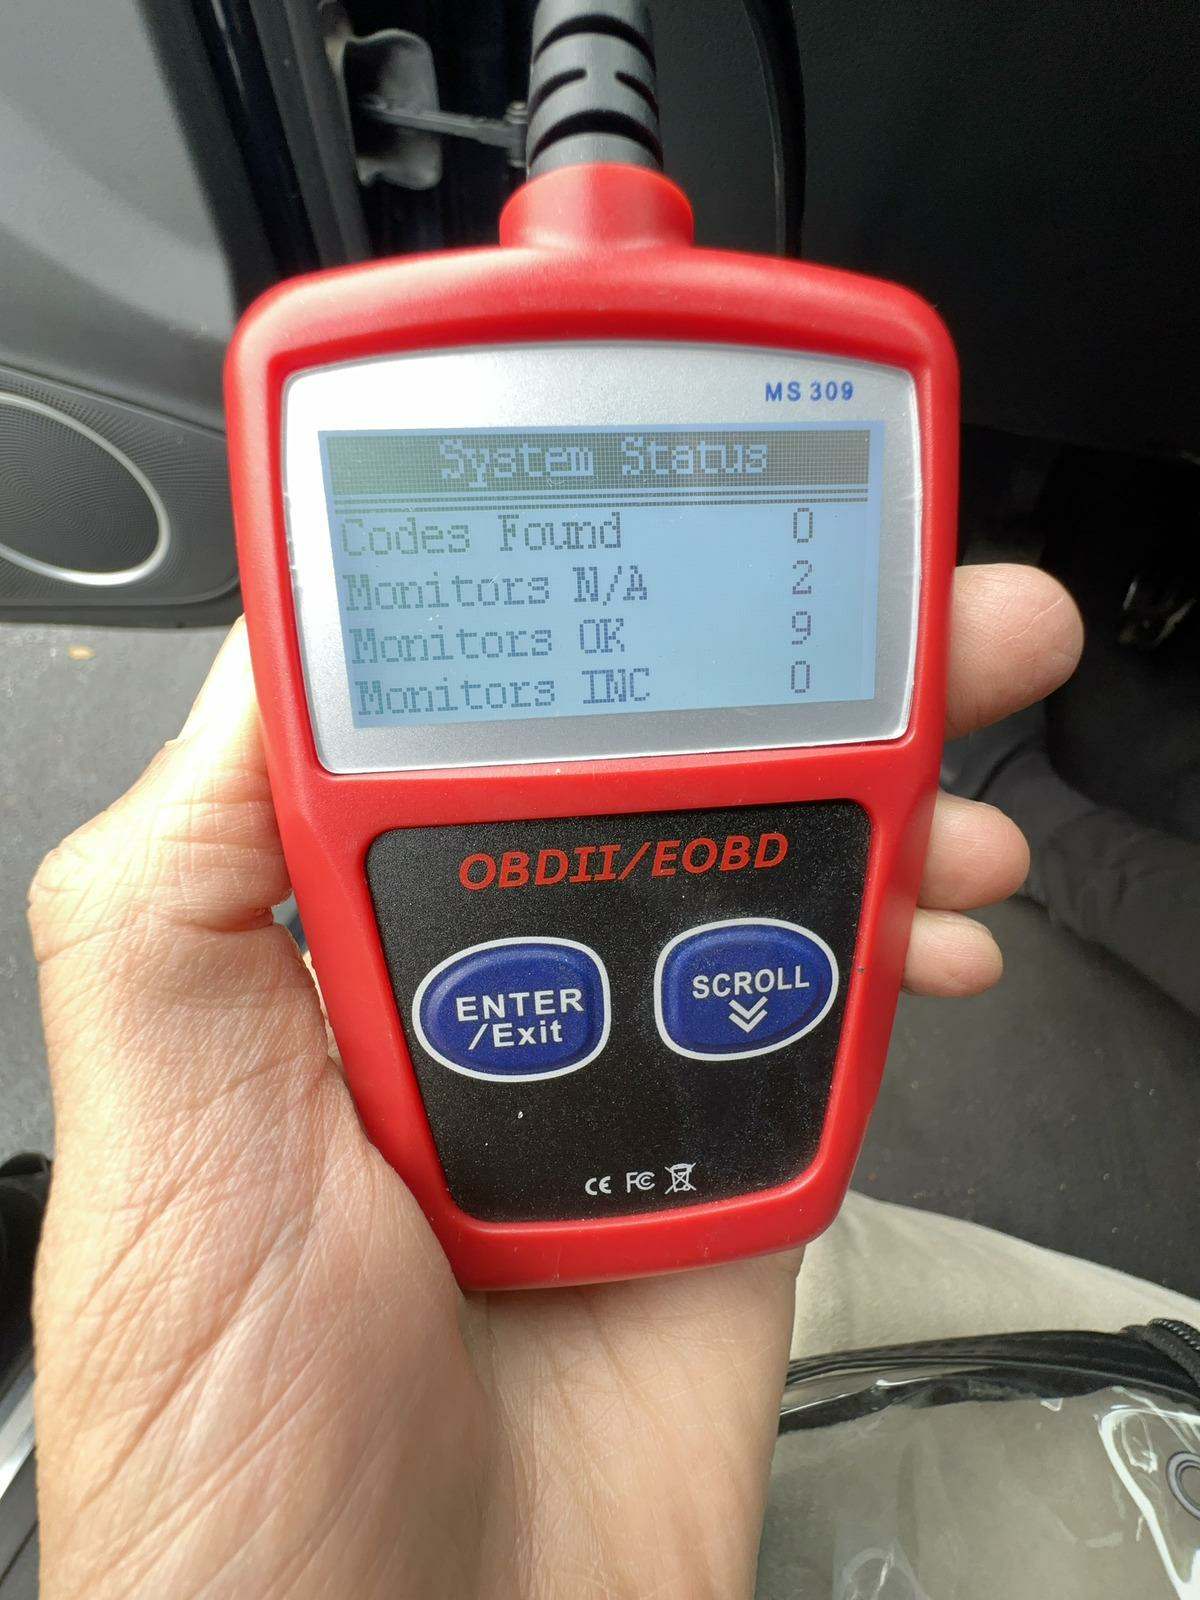 MS 309
System Status
Codes Found 0
Monitors N/A 2
Monitors OK 9
Monitors INC 0
OBDII/EOBD
ENTER
/Exit
SCROLL
CE FC